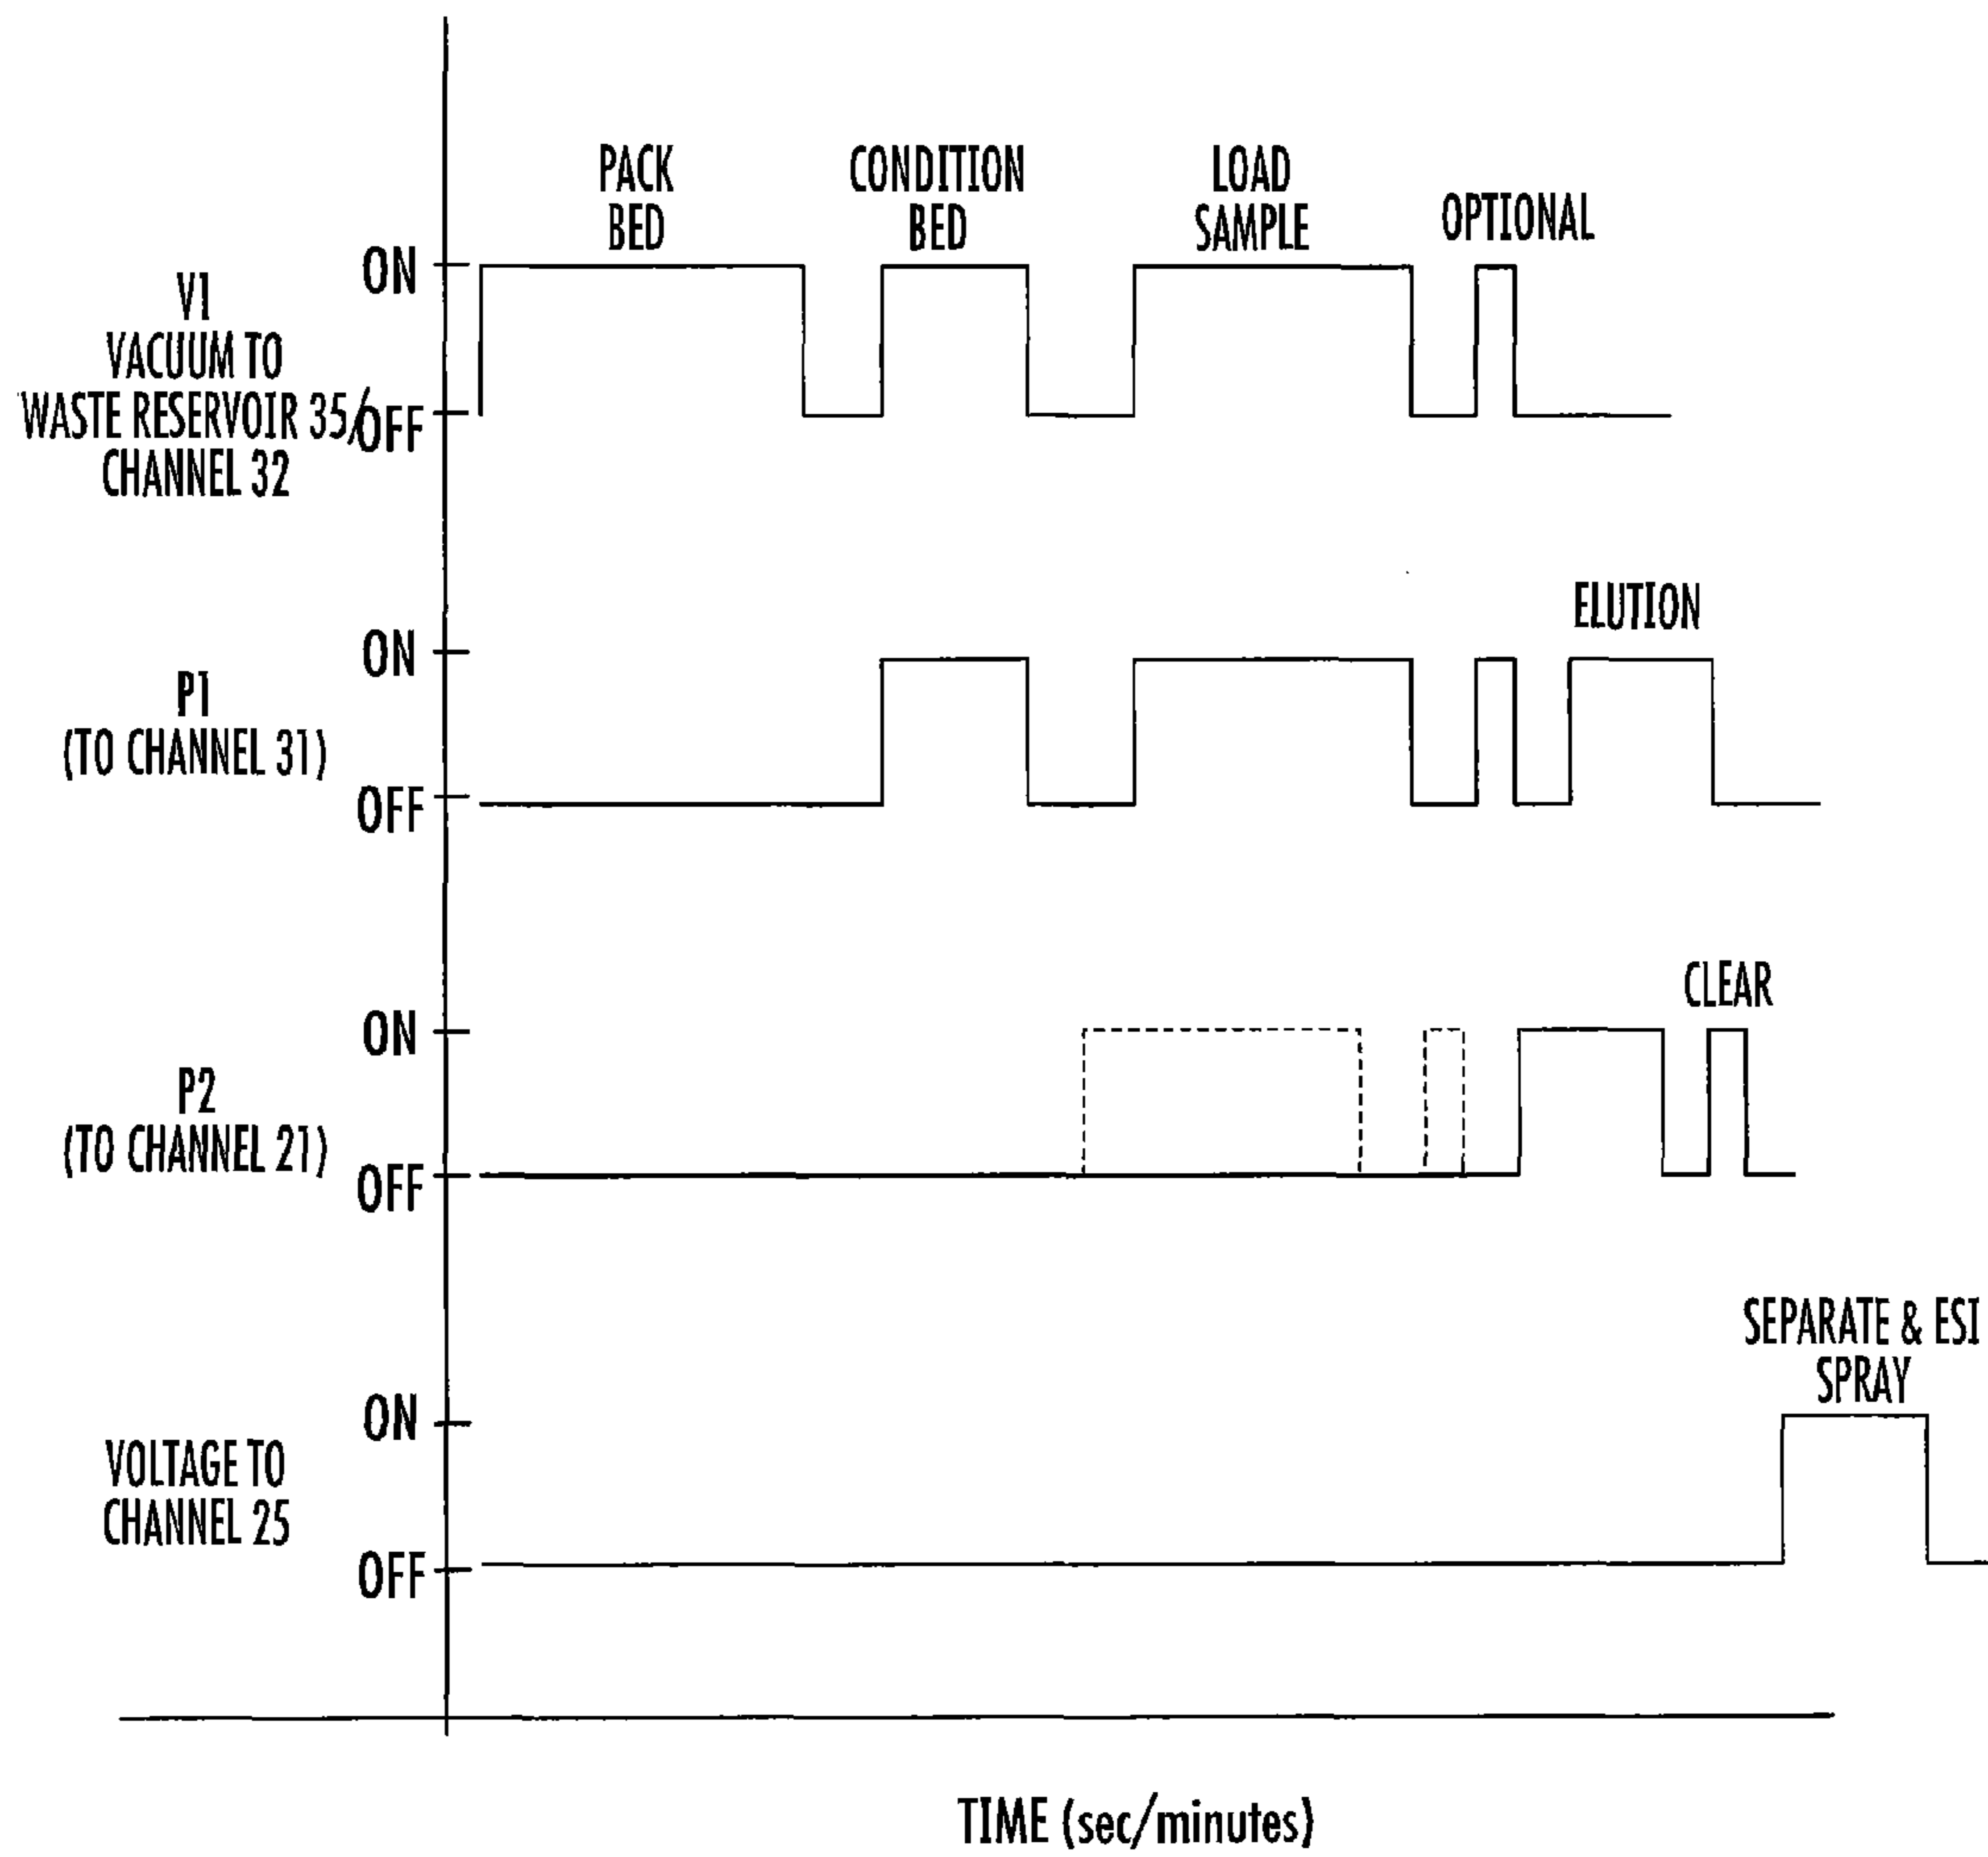 PACK
BED
CONDITION
BED
LOAD
SAMPLE
OPTIONAL
ON
V1
VACUUM TO
WASTE RESERVOIR 35/
OFF
CHANNEL 32
ELUTION
ON
P1
(TO CHANNEL 31)
OFF
CLEAR
ON
P2
(TO CHANNEL 21)
OFF
SEPARATE & ESI
SPRAY
ON
VOLTAGE TO
CHANNEL 25
OFF
TIME (sec/minutes)